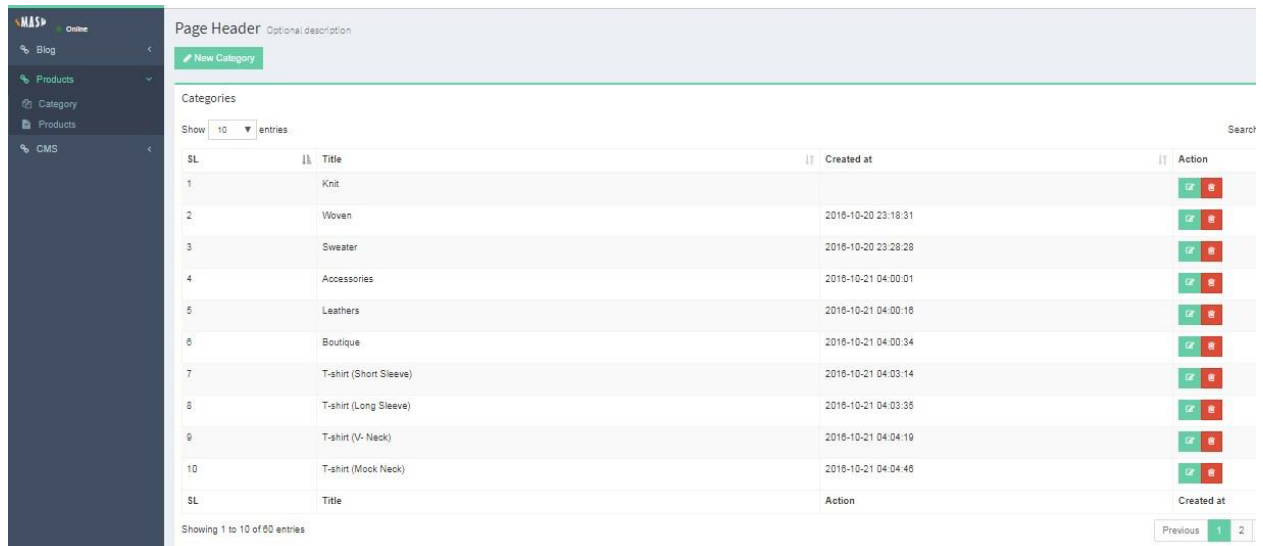 SMAS
Online
Blog
Products
Category
Products
CMS
Page Header Optional description
New Category
Categories
Show 10 entries
Search
SL Title Created at Action
1 Knit
2 Woven 2016-10-20 23:18:31
3 Sweater 2016-10-20 23:28:28
4 Accessories 2016-10-21 04:00:01
5 Leathers 2016-10-21 04:00:16
6 Boutique 2016-10-21 04:00:34
7 T-shirt (Short Sleeve) 2016-10-21 04:03:14
8 T-shirt (Long Sleeve) 2016-10-21 04:03:35
9 T-shirt (V- Neck) 2016-10-21 04:04:19
10 T-shirt (Mock Neck) 2016-10-21 04:04:46
SL Title Action Created at
Showing 1 to 10 of 60 entries
Previous 1 2